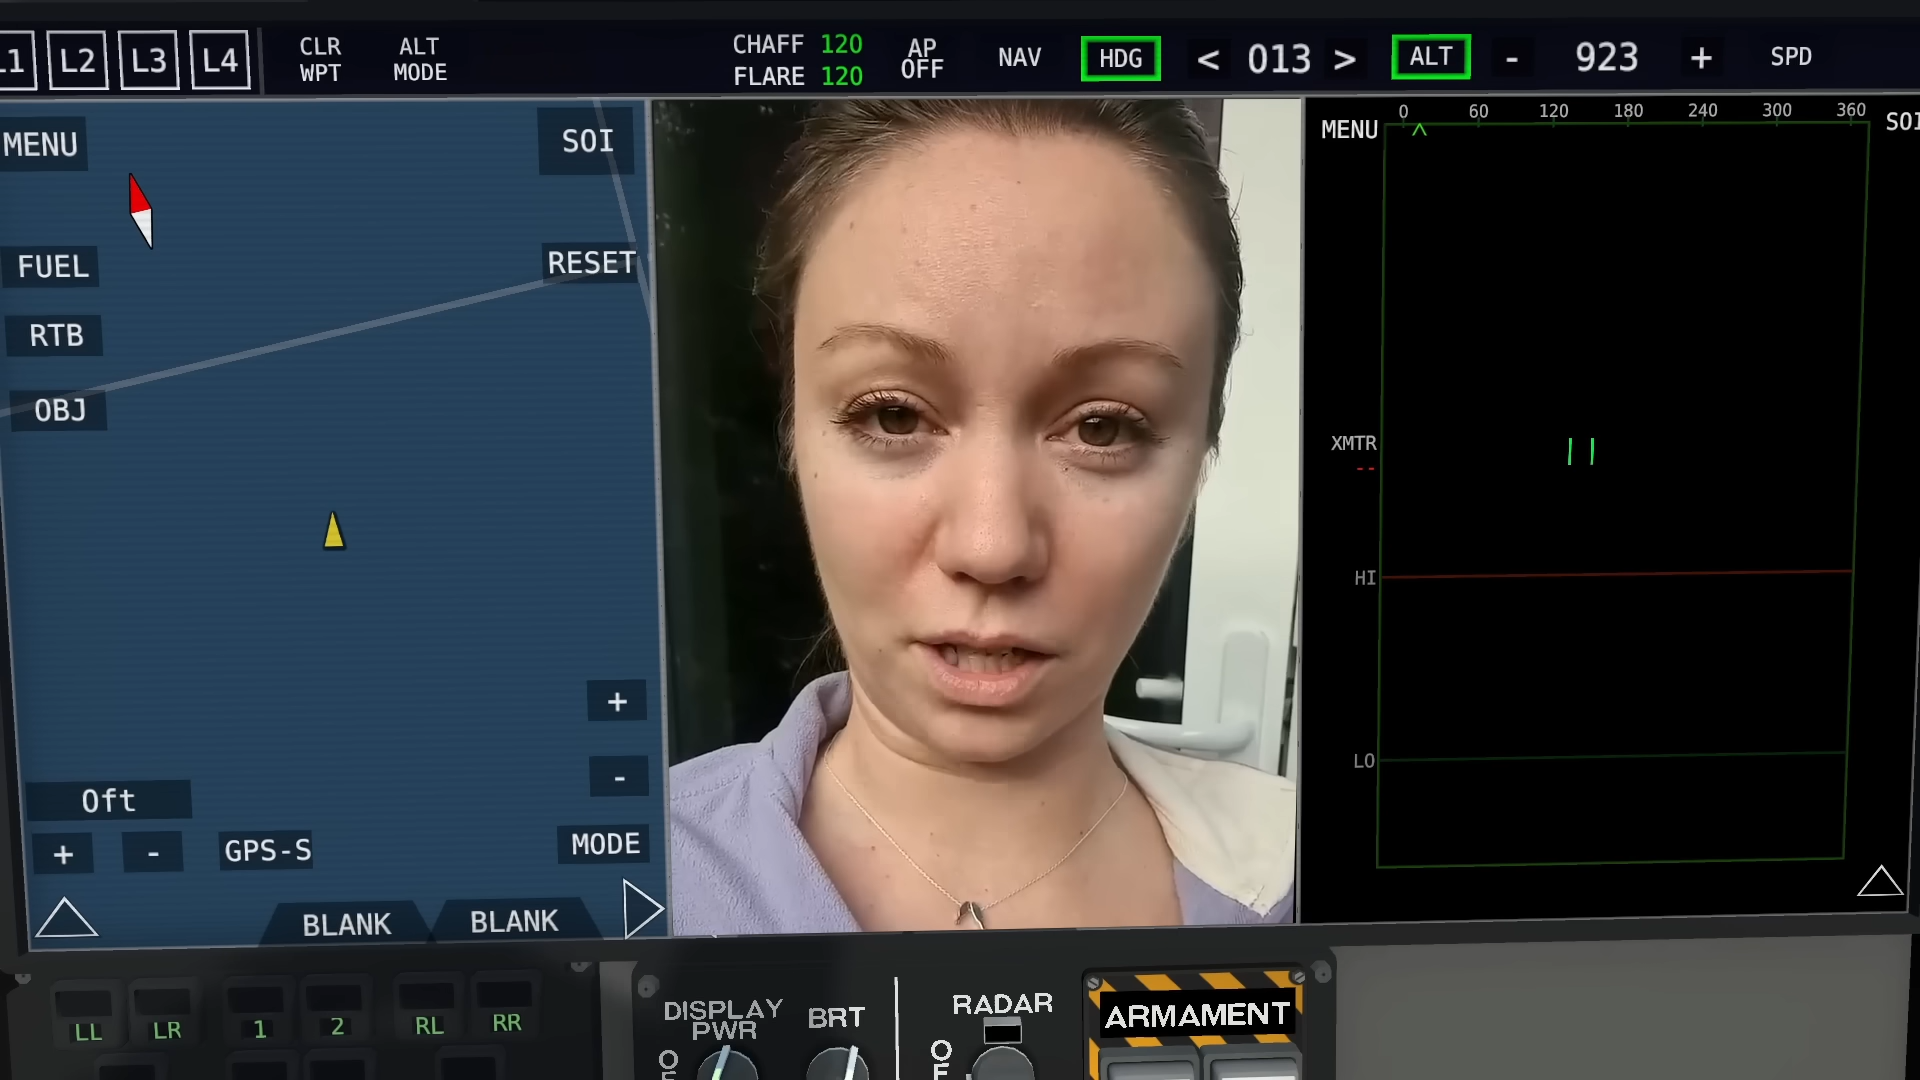 L1
L2
L3
L4
CLR
WPT
ALT
MODE
CHAFF 120
FLARE 120
AP
OFF
NAV
HDG
< 013 >
ALT
- 923 +
SPD
MENU
SOI
FUEL
RESET
RTB
OBJ
+
-
0ft
+
-
GPS-S
MODE
BLANK
BLANK
MENU
0 60 120 180 240 300 360
SOI
XMTR
--
HI
LO
LL
LR
1
2
RL
RR
DISPLAY
PWR
BRT
RADAR
ARMAMENT